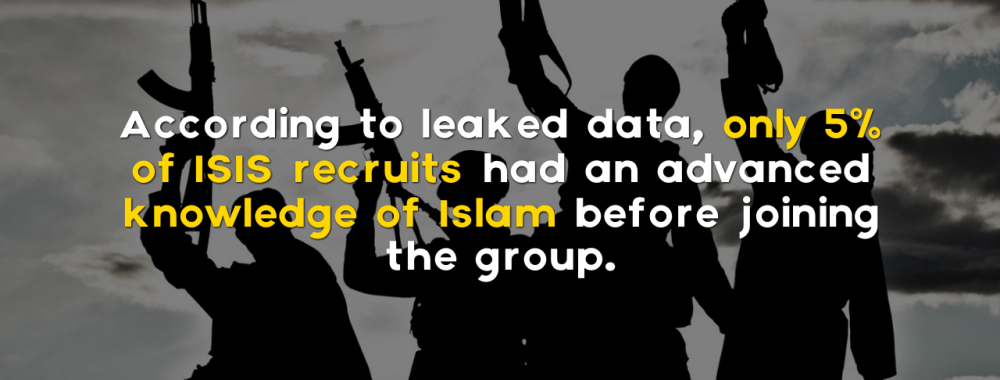 According to leaked data, only 5%
of ISIS recruits had an advanced
knowledge of Islam before joining
the group.